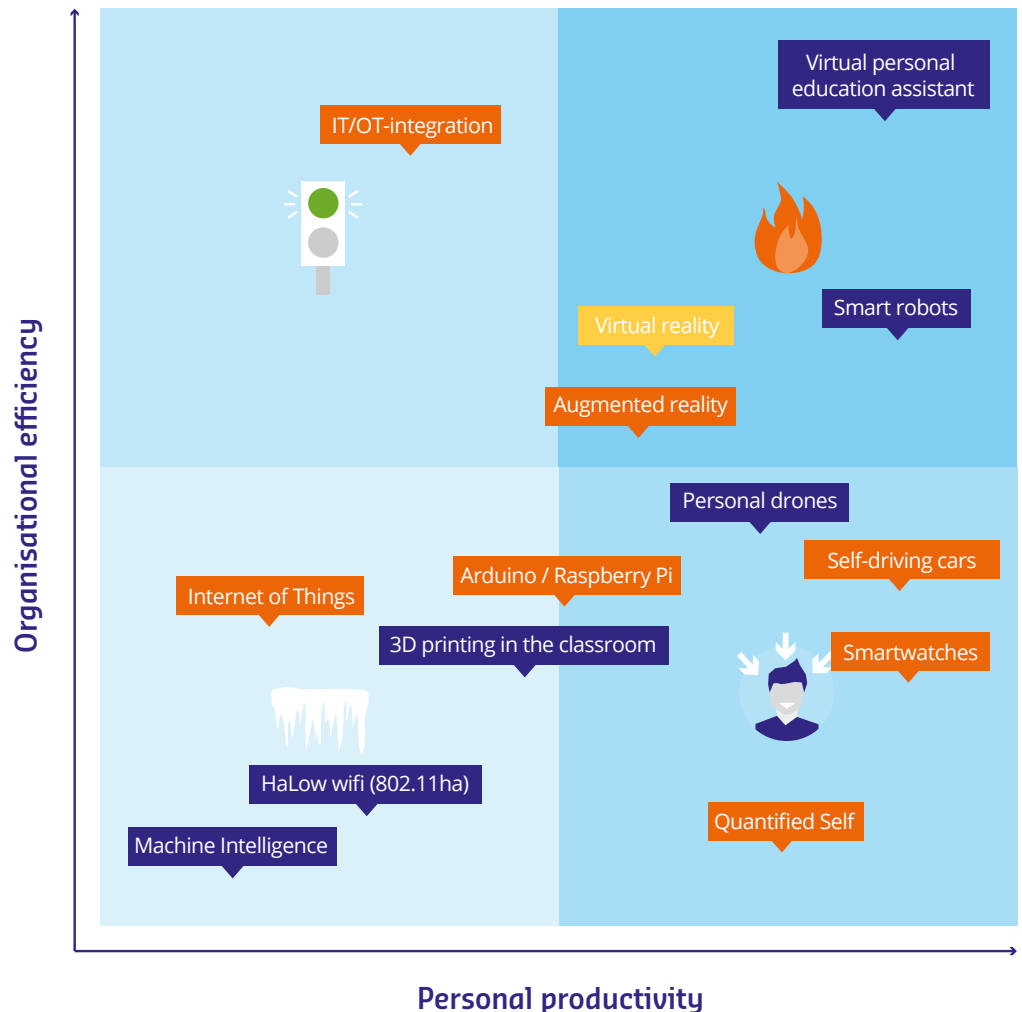 Virtual personal
education assistant
IT/OT-integration
Smart robots
Virtual reality
Augmented reality
Organisational efficiency
Personal drones
Self-driving cars
Arduino / Raspberry Pi
Internet of Things
3D printing in the classroom
Smartwatches
HaLow wifi (802.11ha)
Quantified Self
Machine Intelligence
Personal productivity